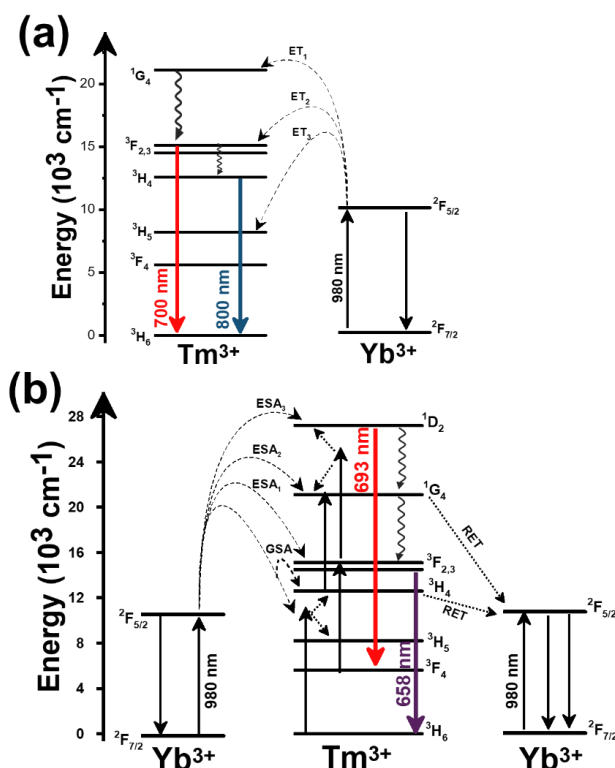 (a)
Energy (10³ cm⁻¹)
20
15
10
5
0
¹G₄
³F₂,₃
³H₄
³H₅
³F₄
³H₆
ET₁
ET₂
ET₃
700 nm
800 nm
Tm³⁺
²F₅/₂
980 nm
²F₇/₂
Yb³⁺
(b)
Energy (10³ cm⁻¹)
28
24
20
16
12
8
4
0
ESA₃
ESA₂
ESA₁
GSA
²F₅/₂
980 nm
²F₇/₂
Yb³⁺
¹D₂
693 nm
¹G₄
³F₂,₃
³H₄
³H₅
³F₄
658 nm
³H₆
Tm³⁺
RET
RET
²F₅/₂
980 nm
²F₇/₂
Yb³⁺